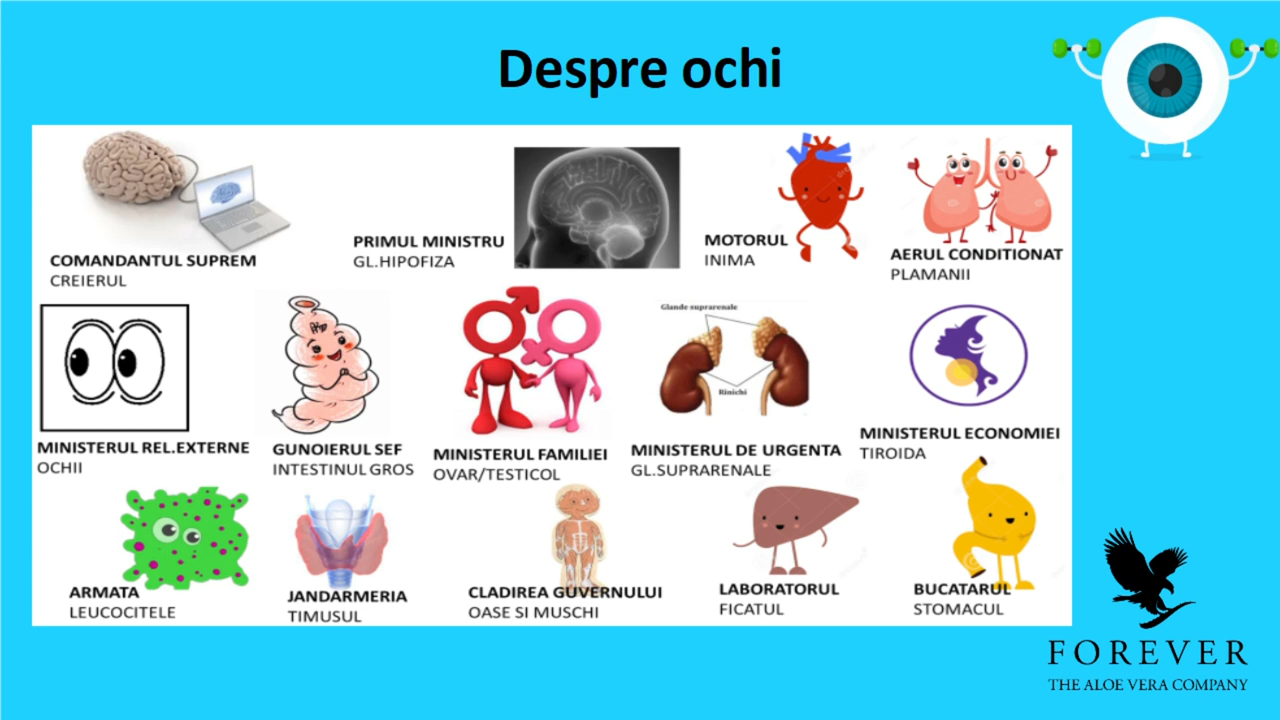 Despre ochi
COMANDANTUL SUPREM
CREIERUL
PRIMUL MINISTRU
GL.HIPOFIZA
MOTORUL
INIMA
AERUL CONDITIONAT
PLAMANII
MINISTERUL REL.EXTERNE
OCHII
GUNOIERUL SEF
INTESTINUL GROS
MINISTERUL FAMILIEI
OVAR/TESTICOL
Glande suprarenale
Rinichi
MINISTERUL DE URGENTA
GL.SUPRARENALE
MINISTERUL ECONOMIEI
TIROIDA
ARMATA
LEUCOCITELE
JANDARMERIA
TIMUSUL
CLADIREA GUVERNULUI
OASE SI MUSCHI
LABORATORUL
FICATUL
BUCATARUL
STOMACUL
FOREVER
THE ALOE VERA COMPANY